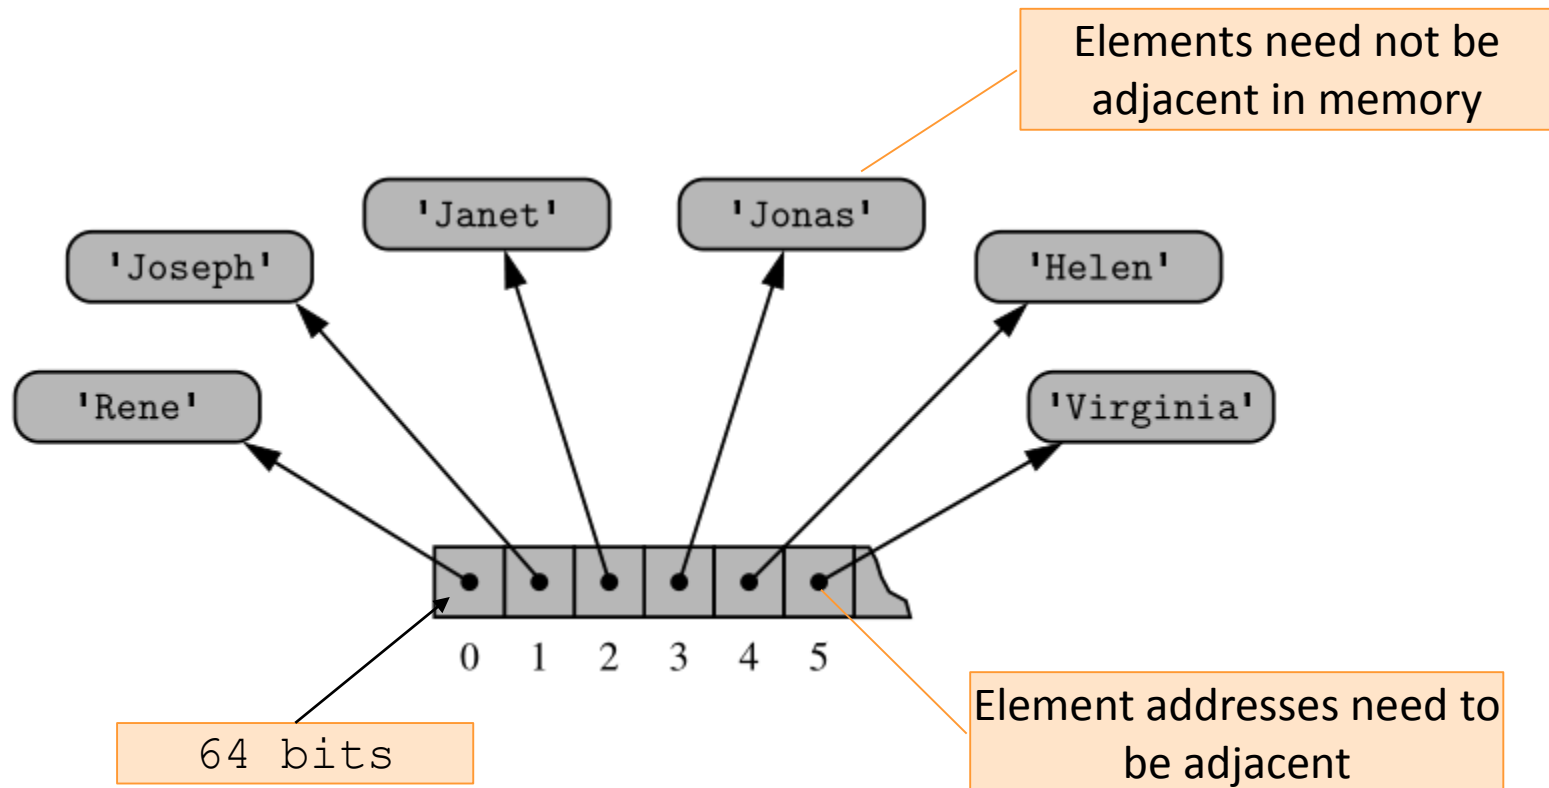 Elements need not be
adjacent in memory
'Janet'
'Jonas'
'Joseph'
'Helen'
'Rene'
'Virginia'
0 1 2 3 4 5
64 bits
Element addresses need to
be adjacent